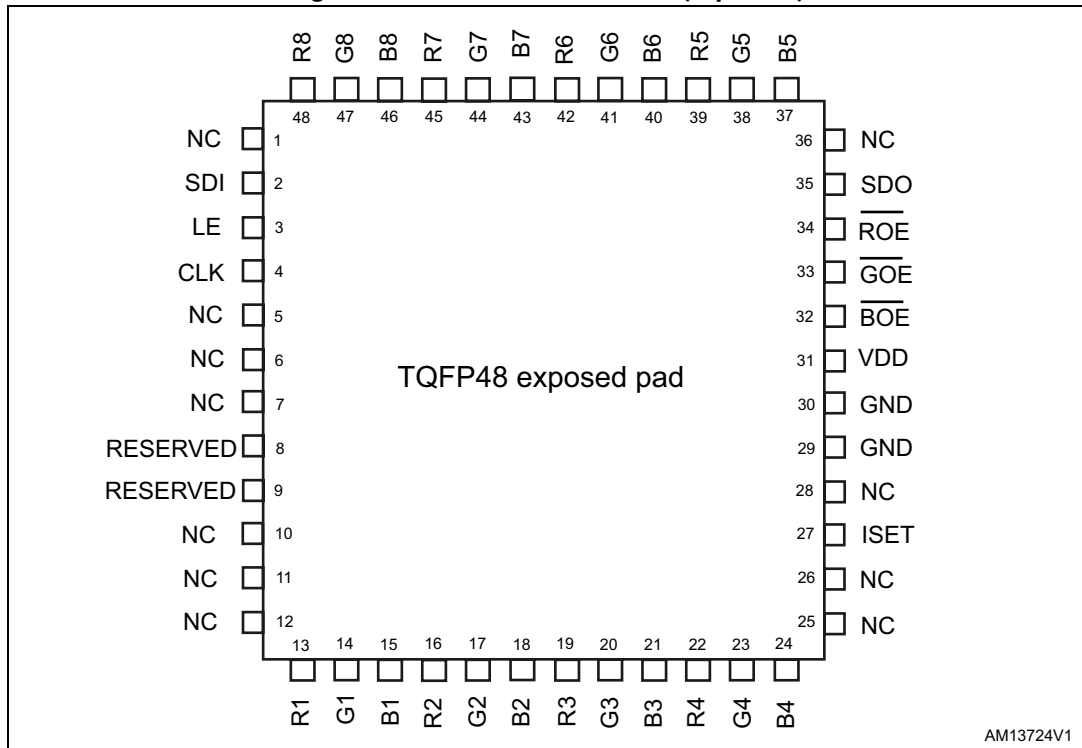 R8 G8 B8 R7 G7 B7 R6 G6 B6 R5 G5 B5
48 47 46 45 44 43 42 41 40 39 38 37
NC 1 36 NC
SDI 2 35 SDO
LE 3 34 ROE
CLK 4 33 GOE
NC 5 32 BOE
NC 6 31 VDD
TQFP48 exposed pad
NC 7 30 GND
RESERVED 8 29 GND
RESERVED 9 28 NC
NC 10 27 ISET
NC 11 26 NC
NC 12 25 NC
13 14 15 16 17 18 19 20 21 22 23 24
R1 G1 B1 R2 G2 B2 R3 G3 B3 R4 G4 B4
AM13724V1